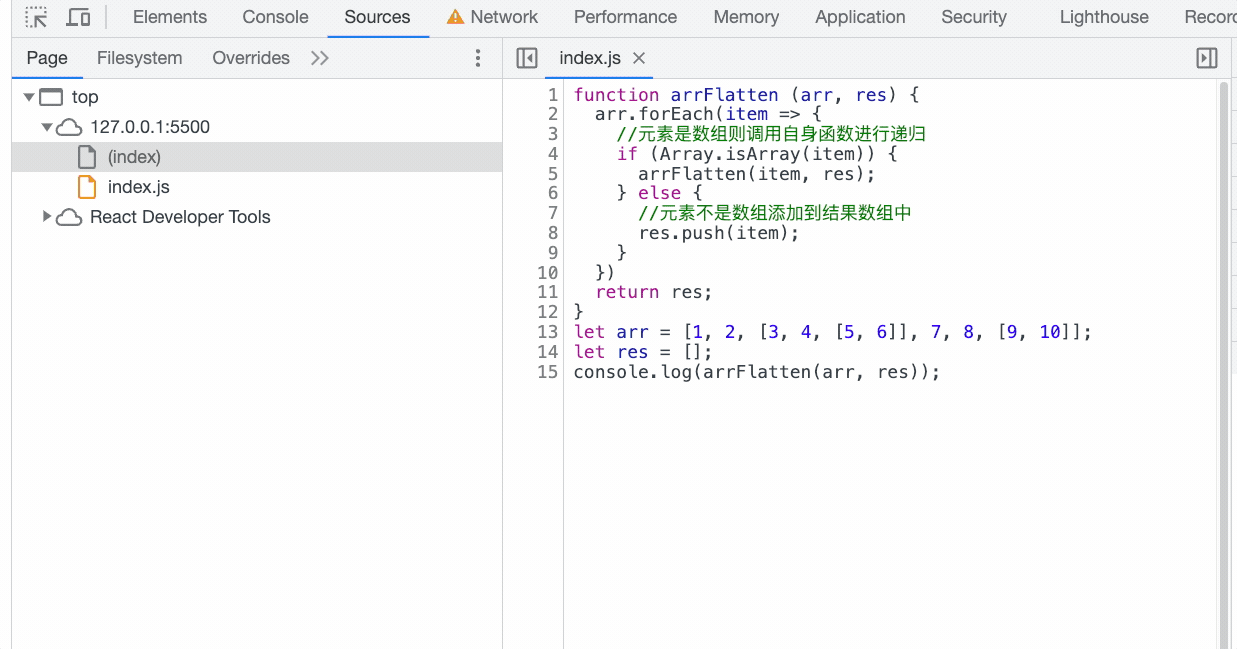 Elements Console Sources Network Performance Memory Application Security Lighthouse
Page Filesystem Overrides index.js
top
127.0.0.1:5500
(index)
index.js
React Developer Tools
1 function arrFlatten (arr, res) {
2   arr.forEach(item => {
3     //元素是数组则调用自身函数进行递归
4     if (Array.isArray(item)) {
5       arrFlatten(item, res);
6     } else {
7       //元素不是数组添加到结果数组中
8       res.push(item);
9     }
10   })
11   return res;
12 }
13 let arr = [1, 2, [3, 4, [5, 6]], 7, 8, [9, 10]];
14 let res = [];
15 console.log(arrFlatten(arr, res));